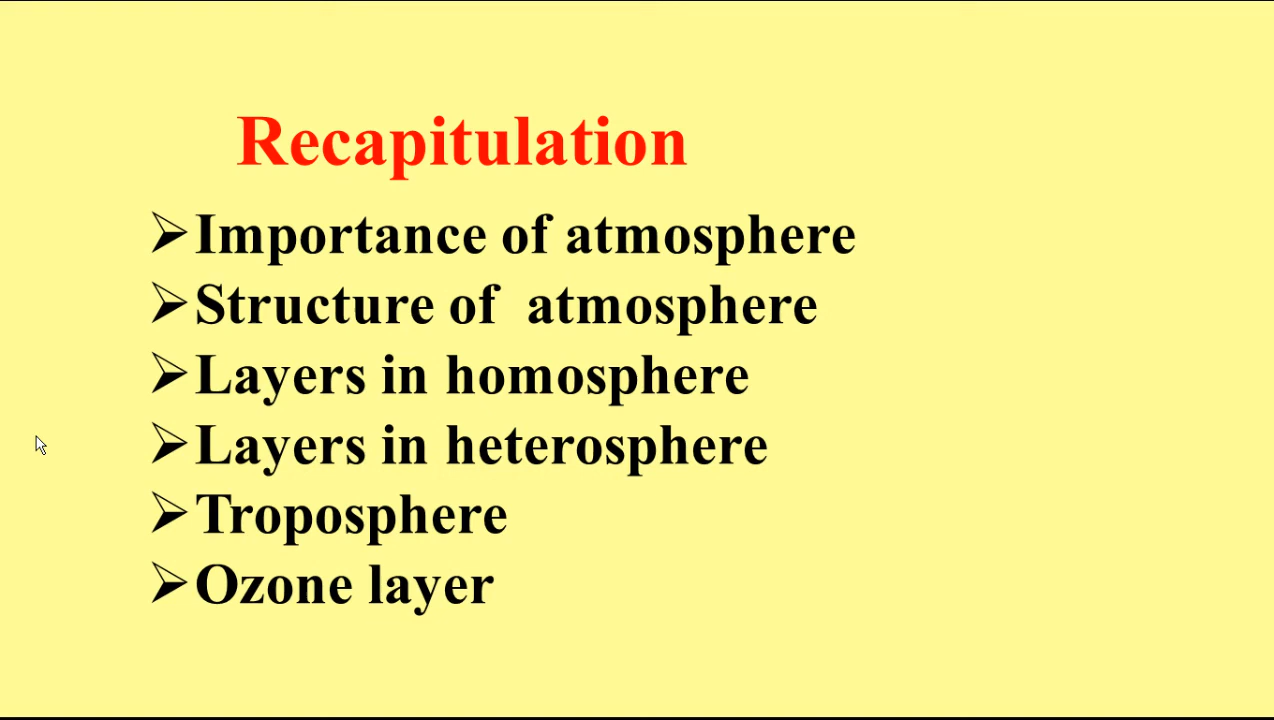 Recapitulation
➢Importance of atmosphere
➢Structure of  atmosphere
➢Layers in homosphere
➢Layers in heterosphere
➢Troposphere
➢Ozone layer